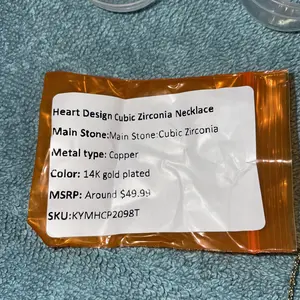 Heart Design Cubic Zirconia Necklace
Main Stone:Main Stone:Cubic Zirconia
Metal type: Copper
Color: 14K gold plated
MSRP: Around $49.99
SKU:KYMHCP2098T